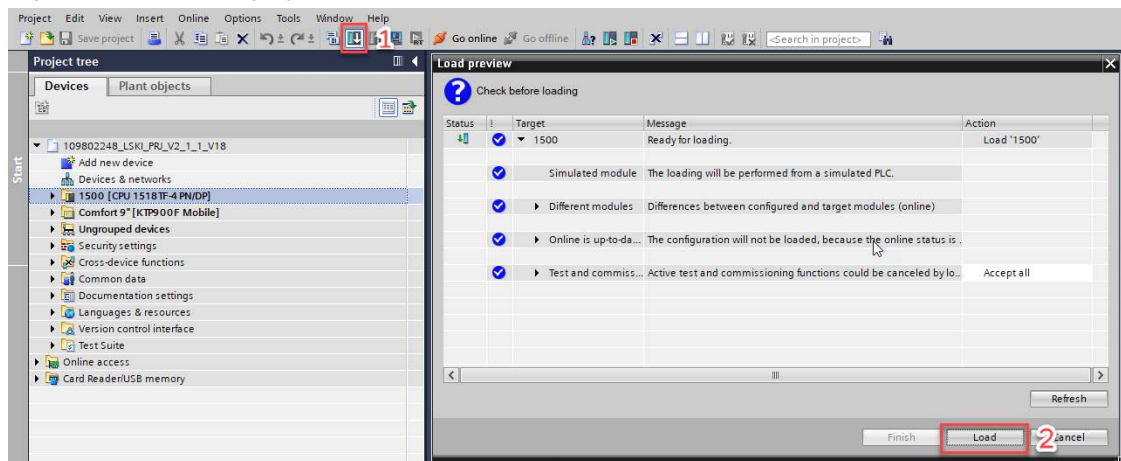 Project Edit View Insert Online Options Tools Window Help
Save project 1 Go online Go offline <Search in project>
Project tree
Devices Plant objects
109802248_LSKI_PRJ_V2_1_1_V18
Add new device
Devices & networks
1500 [CPU 1518TF-4 PN/DP]
Comfort 9" [KTP900F Mobile]
Ungrouped devices
Security settings
Cross-device functions
Common data
Documentation settings
Languages & resources
Version control interface
Test Suite
Online access
Card Reader/USB memory
Start
Load preview
Check before loading
Status ! Target Message Action
1500 Ready for loading. Load '1500'
Simulated module The loading will be performed from a simulated PLC.
Different modules Differences between configured and target modules (online)
Online is up-to-da... The configuration will not be loaded, because the online status is .
Test and commiss... Active test and commissioning functions could be canceled by lo.. Accept all
Refresh
Finish Load 2 Cancel